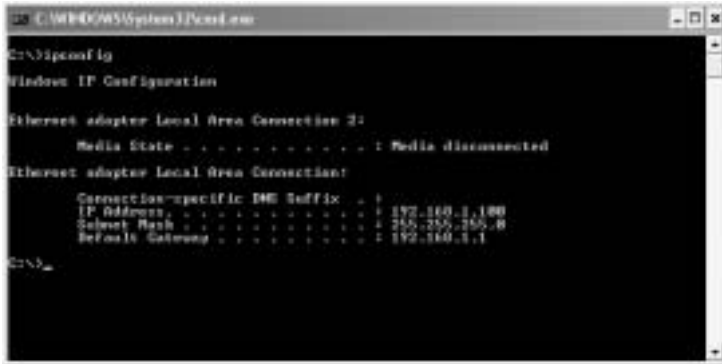 C:\WINDOWS\System32\cmd.exe
C:\>ipconfig
Windows IP Configuration
Ethernet adapter Local Area Connection 2:
Media State . . . . . . . . . . . : Media disconnected
Ethernet adapter Local Area Connection:
Connection-specific DNS Suffix . :
IP Address. . . . . . . . . . . . : 192.168.1.100
Subnet Mask . . . . . . . . . . . : 255.255.255.0
Default Gateway . . . . . . . . . : 192.168.1.1
C:\>_